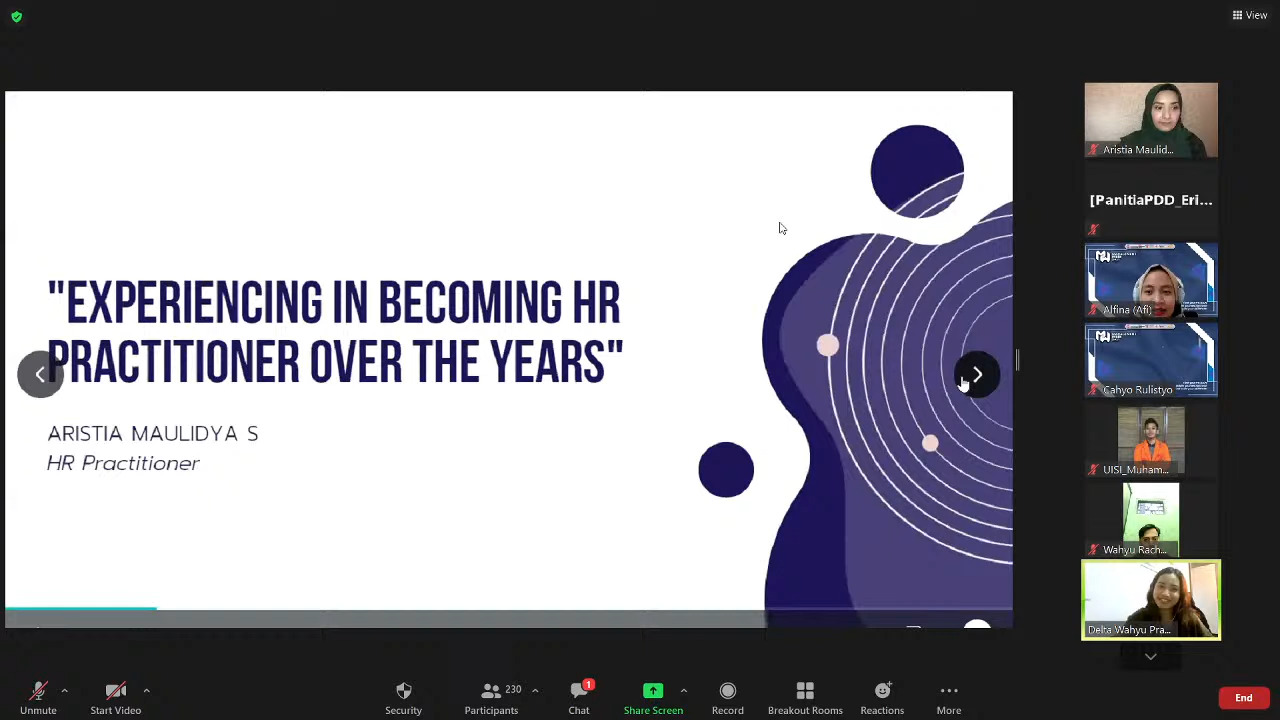 View
"EXPERIENCING IN BECOMING HR
PRACTITIONER OVER THE YEARS"
ARISTIA MAULIDYA S
HR Practitioner
Aristia Maulid...
[PanitiaPDD_Eri...
Alfina (Afi)
Cahyo Rulistyo
UISI_Muham...
Wahyu Rach...
Delta Wahyu Pra...
Unmute
Start Video
Security
230
Participants
1
Chat
Share Screen
Record
Breakout Rooms
Reactions
More
End